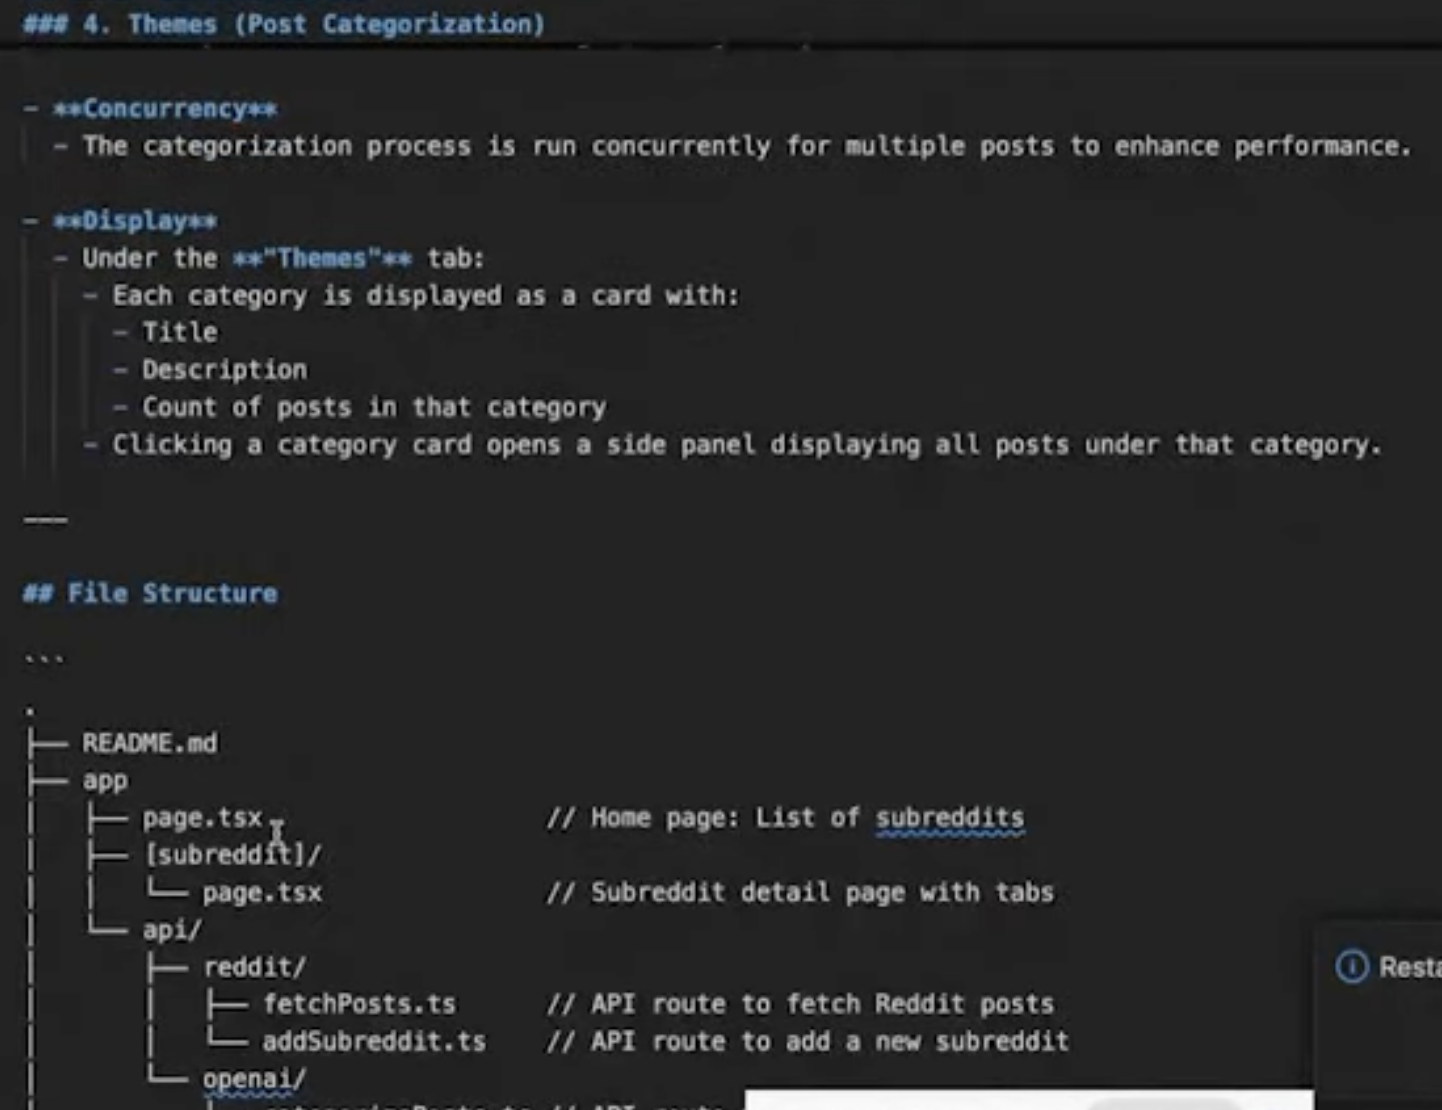 ### 4. Themes (Post Categorization)
- **Concurrency**
- The categorization process is run concurrently for multiple posts to enhance performance.
- **Display**
- Under the **"Themes"** tab:
- Each category is displayed as a card with:
- Title
- Description
- Count of posts in that category
- Clicking a category card opens a side panel displaying all posts under that category.
---
## File Structure
```
.
├── README.md
├── app
│   ├── page.tsx // Home page: List of subreddits
│   ├── [subreddit]/
│   │   └── page.tsx // Subreddit detail page with tabs
│   └── api/
│       ├── reddit/
│       │   ├── fetchPosts.ts // API route to fetch Reddit posts
│       │   └── addSubreddit.ts // API route to add a new subreddit
│       └── openai/